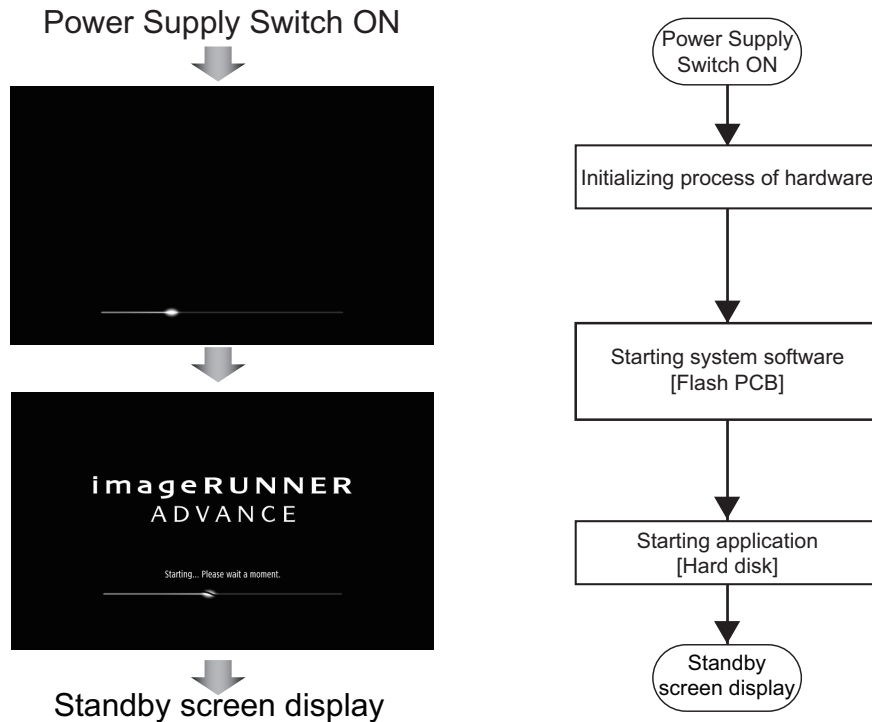 Power Supply Switch ON
imageRUNNER
ADVANCE
Starting... Please wait a moment.
Standby screen display
Power Supply
Switch ON
Initializing process of hardware
Starting system software
[Flash PCB]
Starting application
[Hard disk]
Standby
screen display